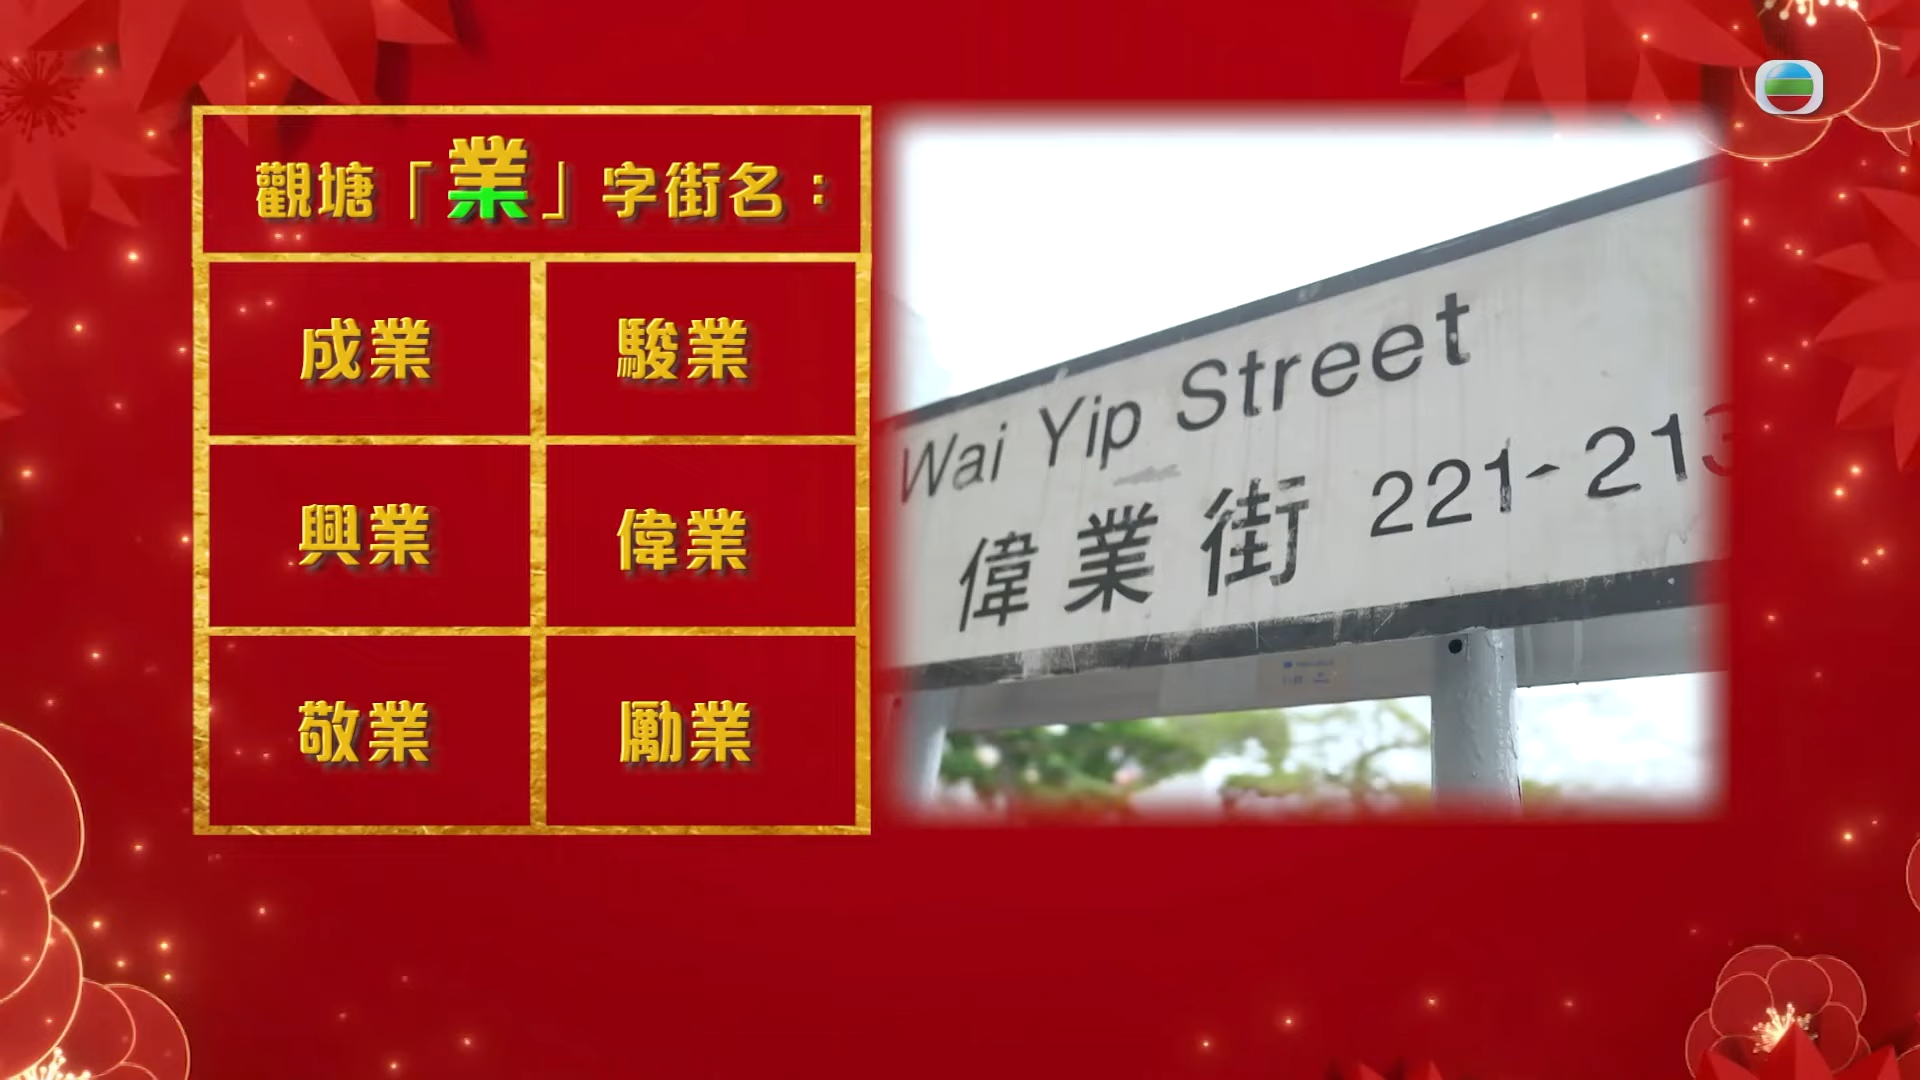 觀塘「業」字街名：
成業
駿業
興業
偉業
敬業
勵業
Wai Yip Street
偉業街 221-213